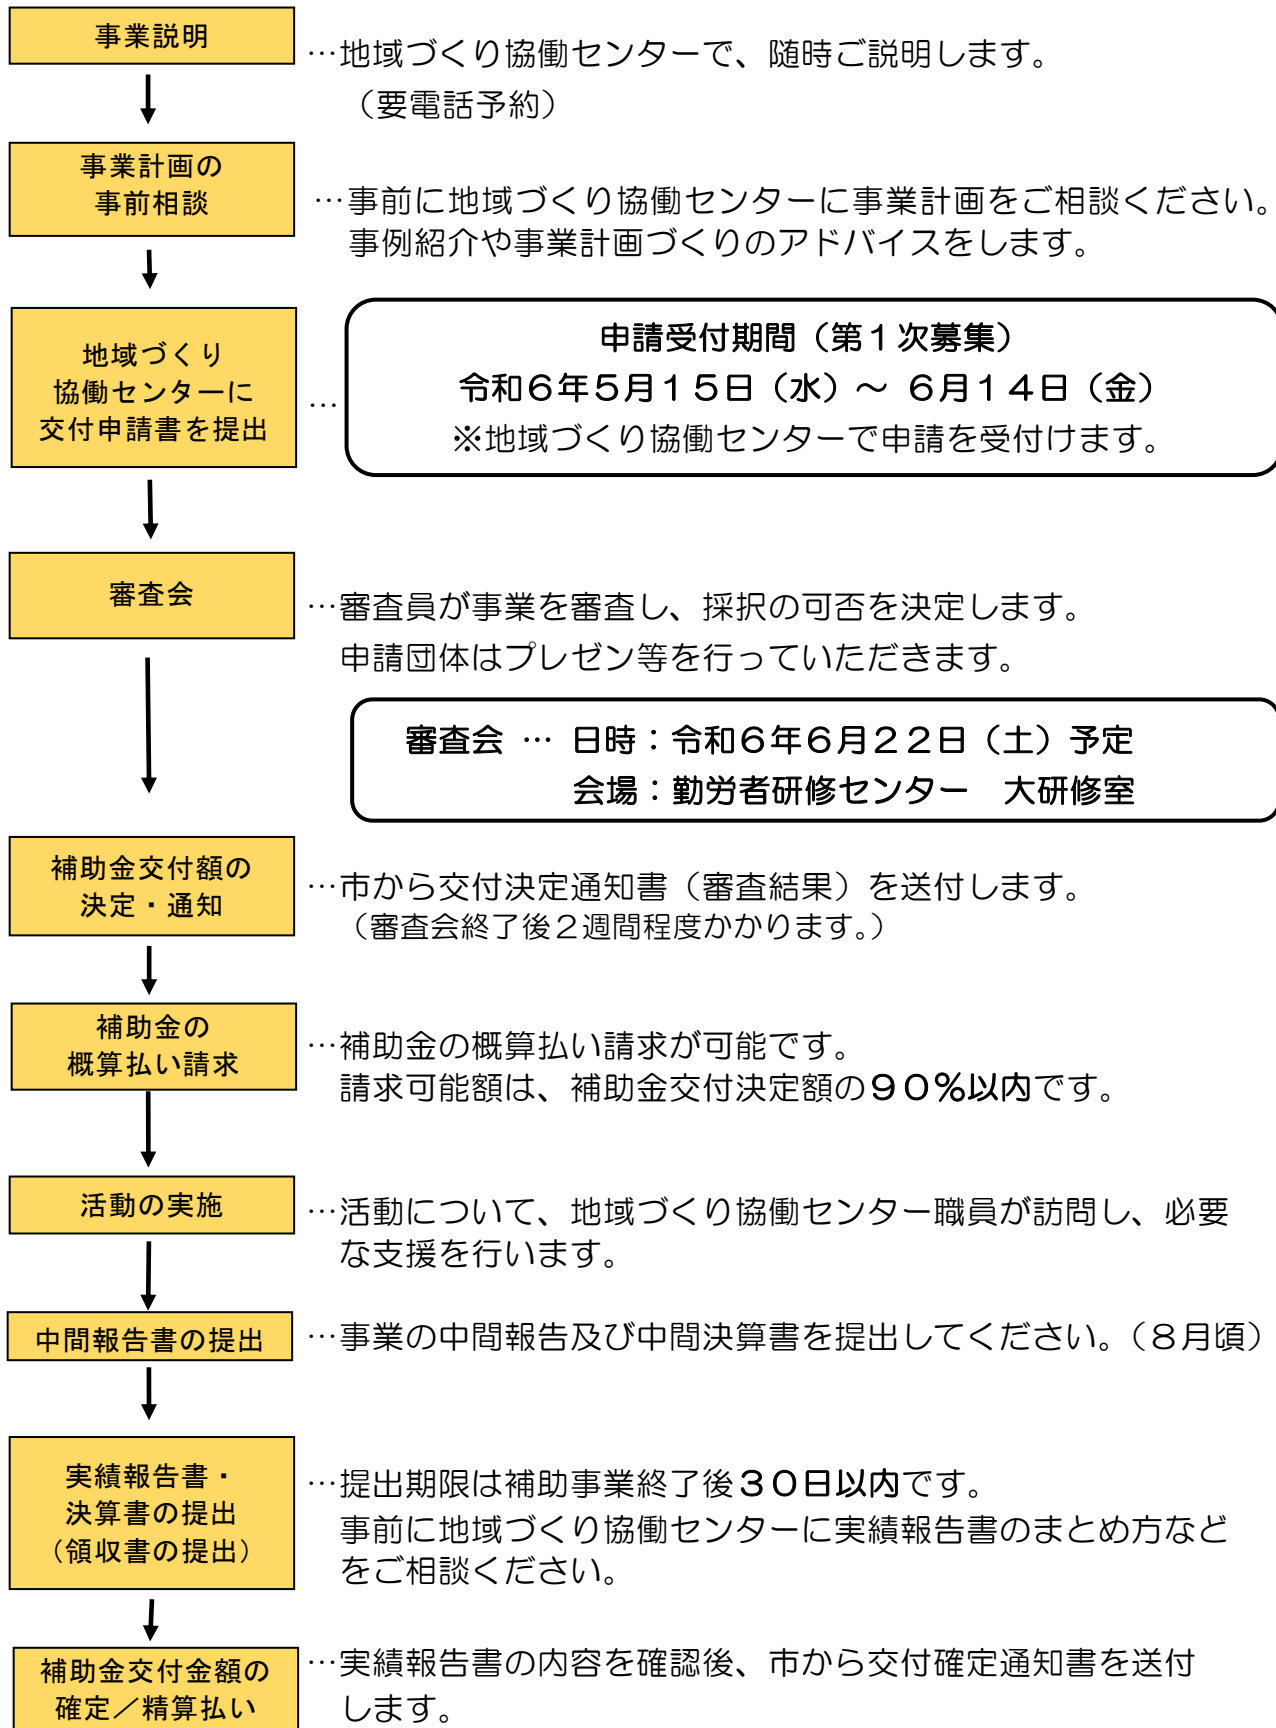 事業説明
…地域づくり協働センターで、随時ご説明します。
（要電話予約）
事業計画の
事前相談
…事前に地域づくり協働センターに事業計画をご相談ください。
事例紹介や事業計画づくりのアドバイスをします。
地域づくり
協働センターに
交付申請書を提出
…
申請受付期間（第１次募集）
令和６年５月１５日（水）～ ６月１４日（金）
※地域づくり協働センターで申請を受付けます。
審査会
…審査員が事業を審査し、採択の可否を決定します。
申請団体はプレゼン等を行っていただきます。
審査会 … 日時：令和６年６月２２日（土）予定
会場：勤労者研修センター　大研修室
補助金交付額の
決定・通知
…市から交付決定通知書（審査結果）を送付します。
（審査会終了後２週間程度かかります。）
補助金の
概算払い請求
…補助金の概算払い請求が可能です。
請求可能額は、補助金交付決定額の９０％以内です。
活動の実施
…活動について、地域づくり協働センター職員が訪問し、必要
な支援を行います。
中間報告書の提出
…事業の中間報告及び中間決算書を提出してください。（８月頃）
実績報告書・
決算書の提出
（領収書の提出）
…提出期限は補助事業終了後３０日以内です。
事前に地域づくり協働センターに実績報告書のまとめ方など
をご相談ください。
補助金交付金額の
確定／精算払い
…実績報告書の内容を確認後、市から交付確定通知書を送付
します。